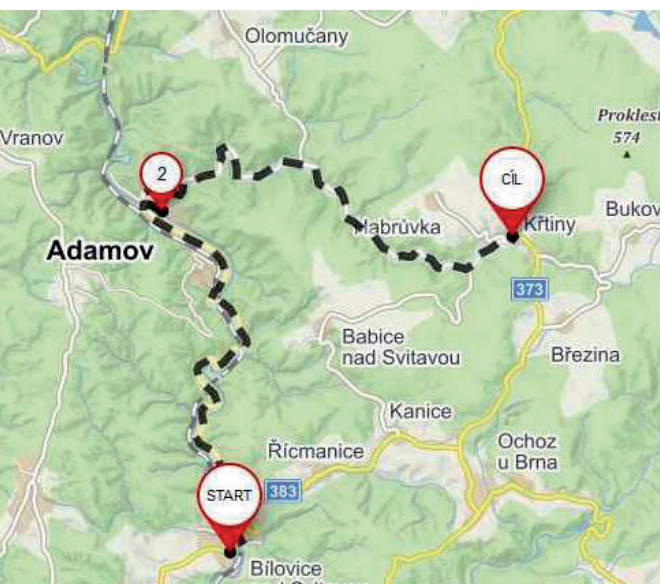 Olomučany
Proklest
574
Vranov
2
CÍL
Habrůvka
Křtiny
Bukov
Adamov
373
Babice
nad Svitavou
Březina
Kanice
Řícmanice
Ochoz
u Brna
START
383
Bílovice